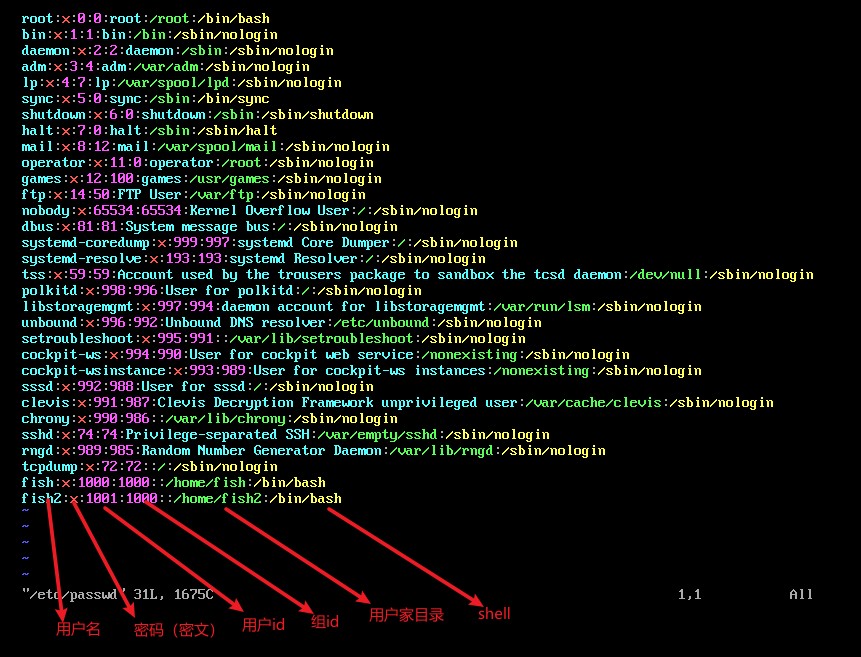 root:x:0:0:root:/root:/bin/bash
bin:x:1:1:bin:/bin:/sbin/nologin
daemon:x:2:2:daemon:/sbin:/sbin/nologin
adm:x:3:4:adm:/var/adm:/sbin/nologin
lp:x:4:7:lp:/var/spool/lpd:/sbin/nologin
sync:x:5:0:sync:/sbin:/bin/sync
shutdown:x:6:0:shutdown:/sbin:/sbin/shutdown
halt:x:7:0:halt:/sbin:/sbin/halt
mail:x:8:12:mail:/var/spool/mail:/sbin/nologin
operator:x:11:0:operator:/root:/sbin/nologin
games:x:12:100:games:/usr/games:/sbin/nologin
ftp:x:14:50:FTP User:/var/ftp:/sbin/nologin
nobody:x:65534:65534:Kernel Overflow User:/:/sbin/nologin
dbus:x:81:81:System message bus:/:/sbin/nologin
systemd-coredump:x:999:997:systemd Core Dumper:/:/sbin/nologin
systemd-resolve:x:193:193:systemd Resolver:/:/sbin/nologin
tss:x:59:59:Account used by the trousers package to sandbox the tcsd daemon:/dev/null:/sbin/nologin
polkitd:x:998:996:User for polkitd:/:/sbin/nologin
libstoragemgmt:x:997:994:daemon account for libstoragemgmt:/var/run/lsm:/sbin/nologin
unbound:x:996:992:Unbound DNS resolver:/etc/unbound:/sbin/nologin
setroubleshoot:x:995:991::/var/lib/setroubleshoot:/sbin/nologin
cockpit-ws:x:994:990:User for cockpit web service:/nonexisting:/sbin/nologin
cockpit-wsinstance:x:993:989:User for cockpit-ws instances:/nonexisting:/sbin/nologin
sssd:x:992:988:User for sssd:/:/sbin/nologin
clevis:x:991:987:Clevis Decryption Framework unprivileged user:/var/cache/clevis:/sbin/nologin
chrony:x:990:986::/var/lib/chrony:/sbin/nologin
sshd:x:74:74:Privilege-separated SSH:/var/empty/sshd:/sbin/nologin
rngd:x:989:985:Random Number Generator Daemon:/var/lib/rngd:/sbin/nologin
tcpdump:x:72:72::/:/sbin/nologin
fish:x:1000:1000::/home/fish:/bin/bash
fish2:x:1001:1000::/home/fish2:/bin/bash
~
~
~
~
~
"/etc/passwd" 31L, 1675C 1,1 All
用户名 密码（密文） 用户id 组id 用户家目录 shell